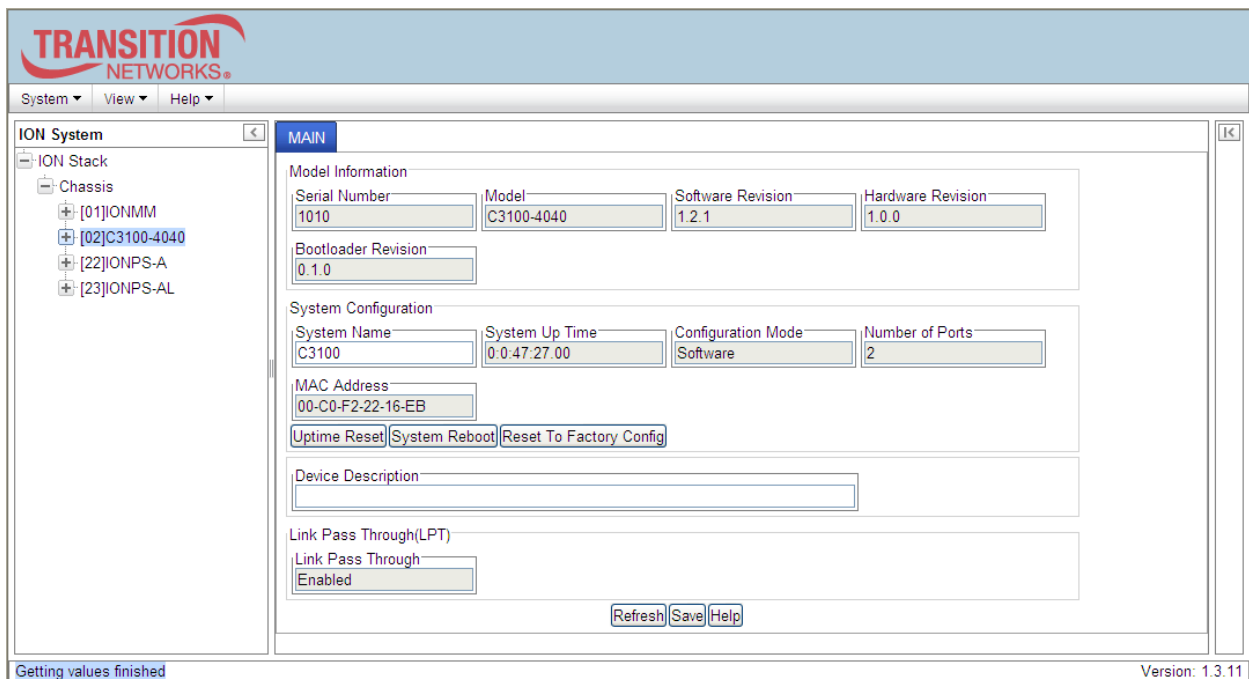 TRANSITION
NETWORKS®
System View Help
ION System
MAIN
ION Stack
Chassis
[01]IONMM
[02]C3100-4040
[22]IONPS-A
[23]IONPS-AL
Model Information
Serial Number Model Software Revision Hardware Revision
1010 C3100-4040 1.2.1 1.0.0
Bootloader Revision
0.1.0
System Configuration
System Name System Up Time Configuration Mode Number of Ports
C3100 0:0:47:27.00 Software 2
MAC Address
00-C0-F2-22-16-EB
Uptime Reset System Reboot Reset To Factory Config
Device Description
Link Pass Through(LPT)
Link Pass Through
Enabled
Refresh Save Help
Getting values finished
Version: 1.3.11